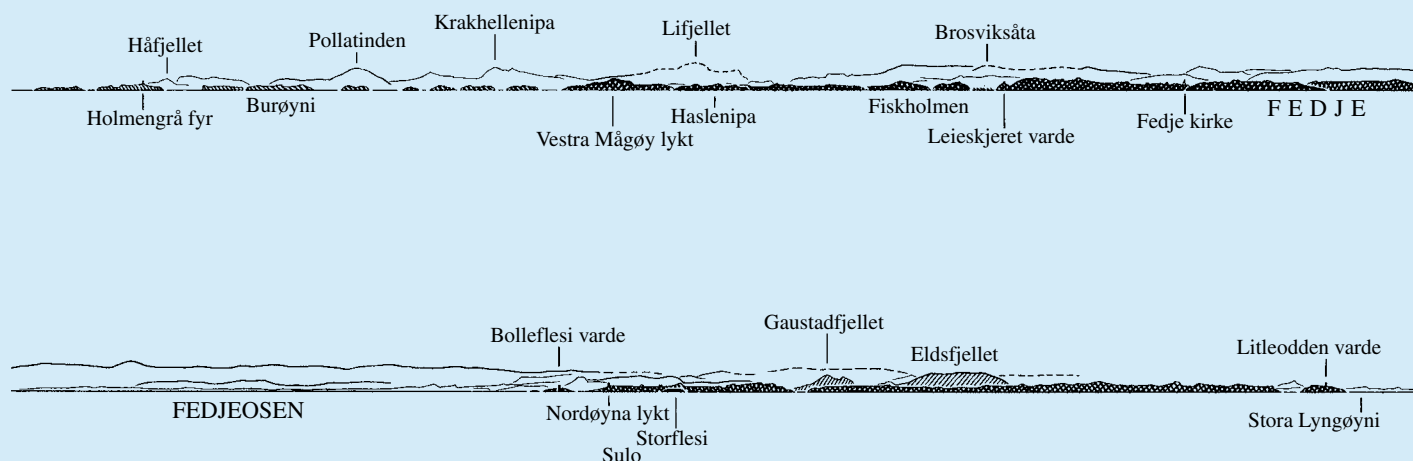 Krakhellenipa
Håfjellet
Pollatinden
Lifjellet
Brosviksåta
Holmengrå fyr
Burøyni
Vestra Mågøy lykt
Haslenipa
Fiskholmen
Leieskjeret varde
Fedje kirke
F E D J E
Bolleflesi varde
Gaustadfjellet
Eldsfjellet
Litleodden varde
FEDJEOSEN
Nordøyna lykt
Storflesi
Sulo
Stora Lyngøyni